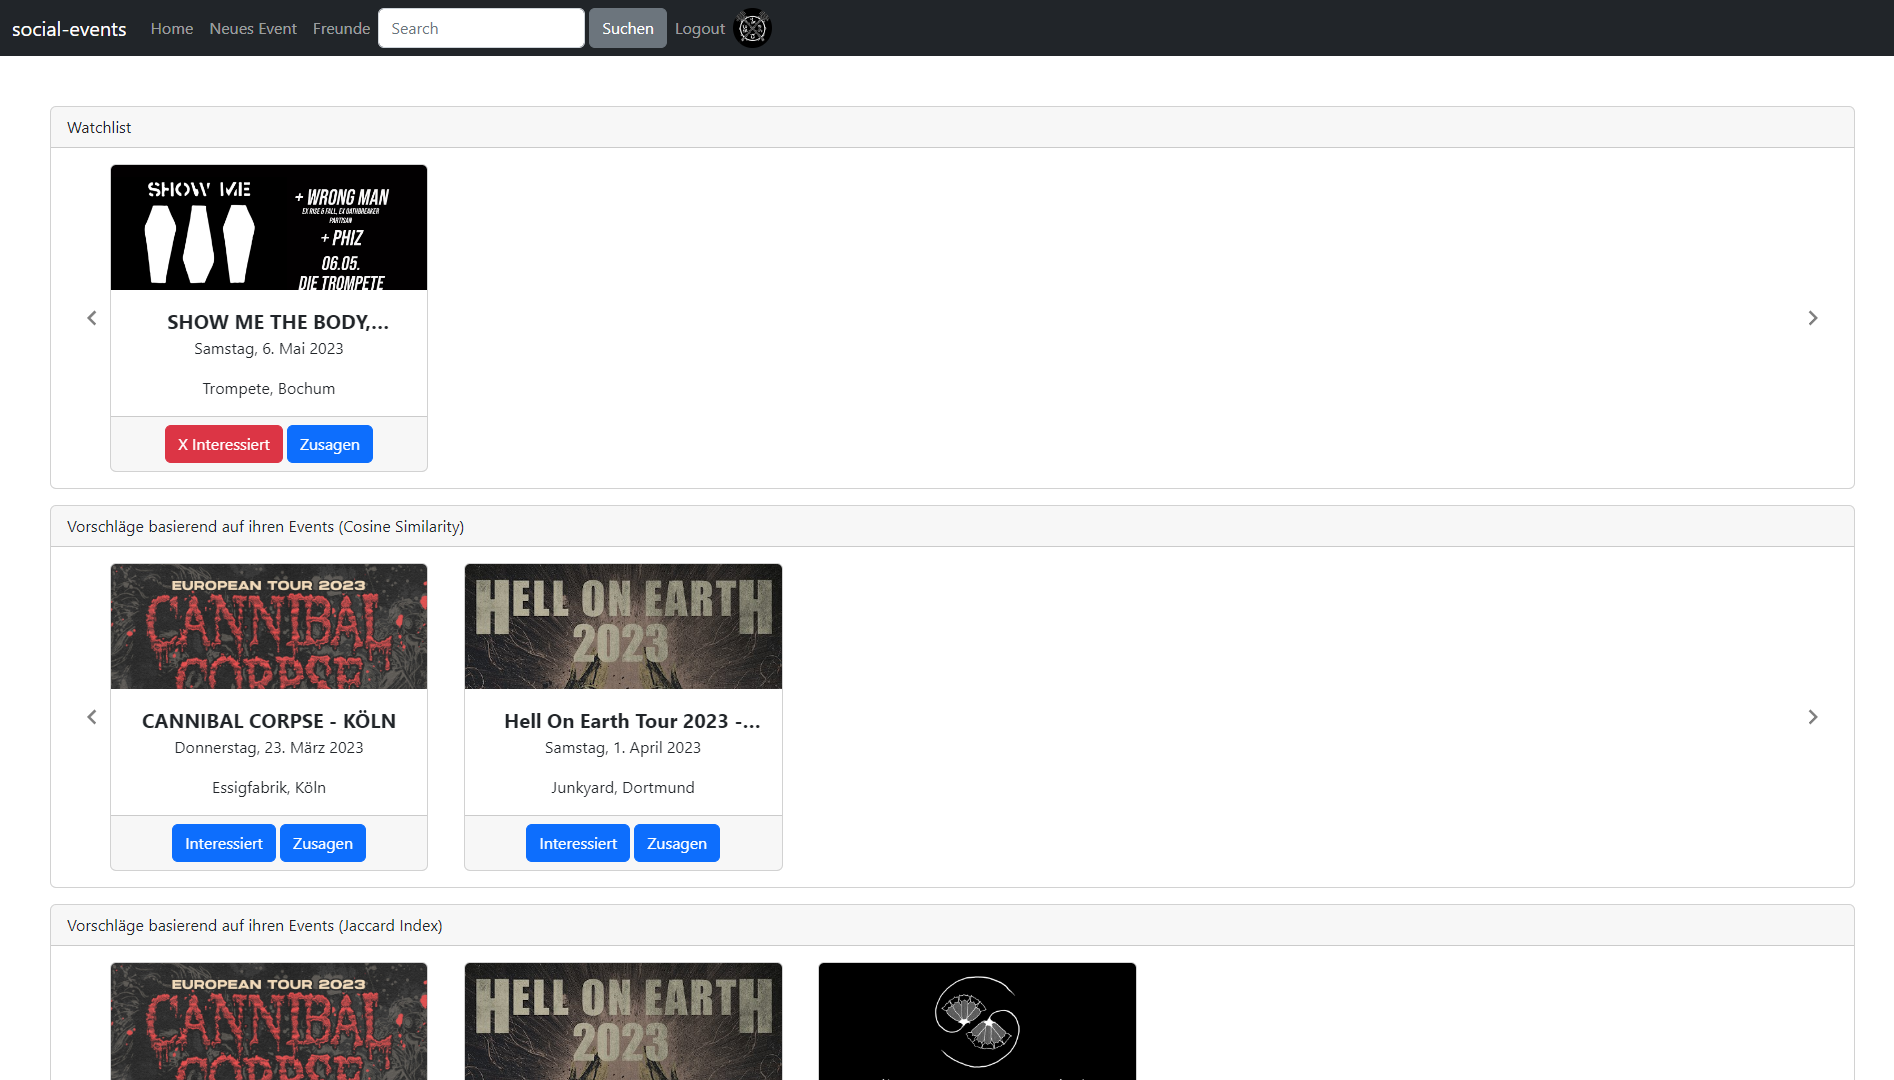 social-events Home Neues Event Freunde Search Suchen Logout
Watchlist
SHOW ME
+ WRONG MAN
EX RISE & FALL, EX OATHBREAKER
PARTISAN
+ PHIZ
06.05.
DIE TROMPETE
SHOW ME THE BODY,...
Samstag, 6. Mai 2023
Trompete, Bochum
X Interessiert Zusagen
Vorschläge basierend auf ihren Events (Cosine Similarity)
EUROPEAN TOUR 2023
CANNIBAL
CORPSE
CANNIBAL CORPSE - KÖLN
Donnerstag, 23. März 2023
Essigfabrik, Köln
Interessiert Zusagen
HELL ON EARTH
2023
Hell On Earth Tour 2023 -...
Samstag, 1. April 2023
Junkyard, Dortmund
Interessiert Zusagen
Vorschläge basierend auf ihren Events (Jaccard Index)
EUROPEAN TOUR 2023
CANNIBAL
CORPSE
HELL ON EARTH
2023